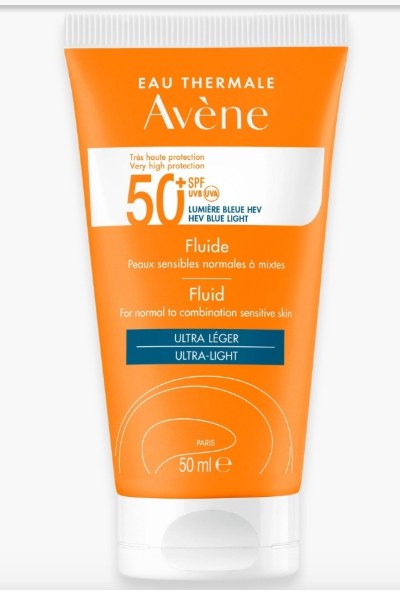 EAU THERMALE
Avène
Très haute protection
Very high protection
50+ SPF
UVB UVA
LUMIÈRE BLEUE HEV
HEV BLUE LIGHT
Fluide
Peaux sensibles normales à mixtes
Fluid
For normal to combination sensitive skin
ULTRA LÉGER
ULTRA-LIGHT
PARIS
50 ml ℮